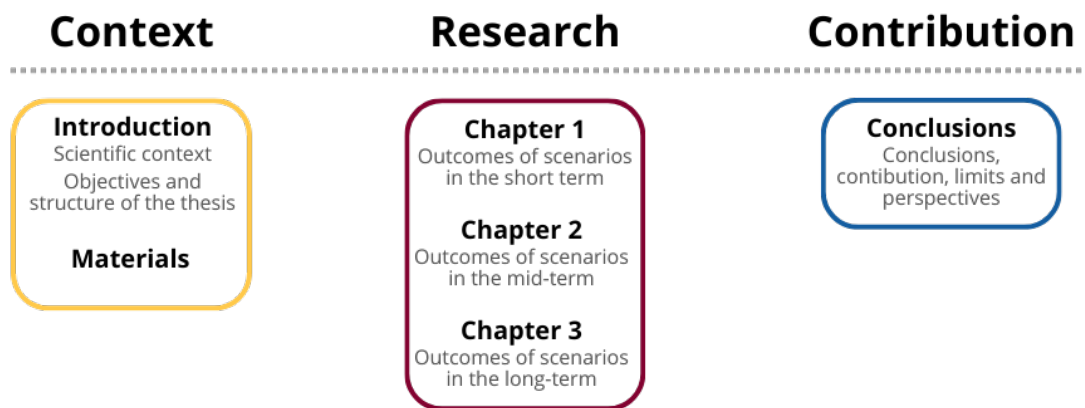 Context
Research
Contribution
Introduction
Scientific context
Objectives and
structure of the thesis
Materials
Chapter 1
Outcomes of scenarios
in the short term
Chapter 2
Outcomes of scenarios
in the mid-term
Chapter 3
Outcomes of scenarios
in the long-term
Conclusions
Conclusions,
contibution, limits and
perspectives